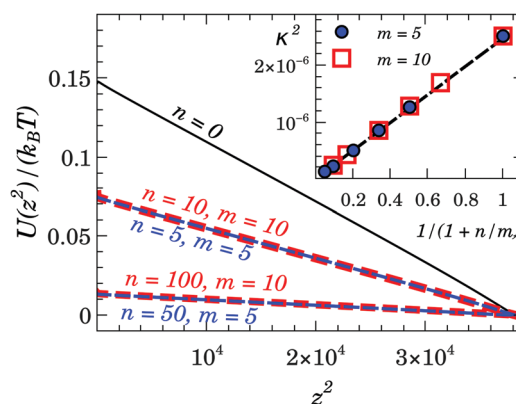 κ²
m = 5
m = 10
2×10⁻⁶
10⁻⁶
0 0.2 0.4 0.6 0.8 1
1/(1 + n/m)
U(z²)/(k_BT)
0.15
0.1
0.05
0
n=0
n = 10, m = 10
n = 5, m = 5
n = 100, m = 10
n = 50, m = 5
10⁴ 2×10⁴ 3×10⁴
z²